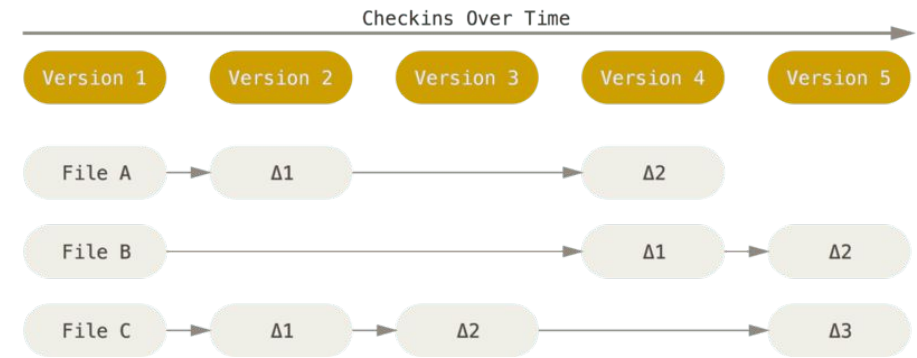 Checkins Over Time
Version 1 Version 2 Version 3 Version 4 Version 5
File A Δ1 Δ2
File B Δ1 Δ2
File C Δ1 Δ2 Δ3